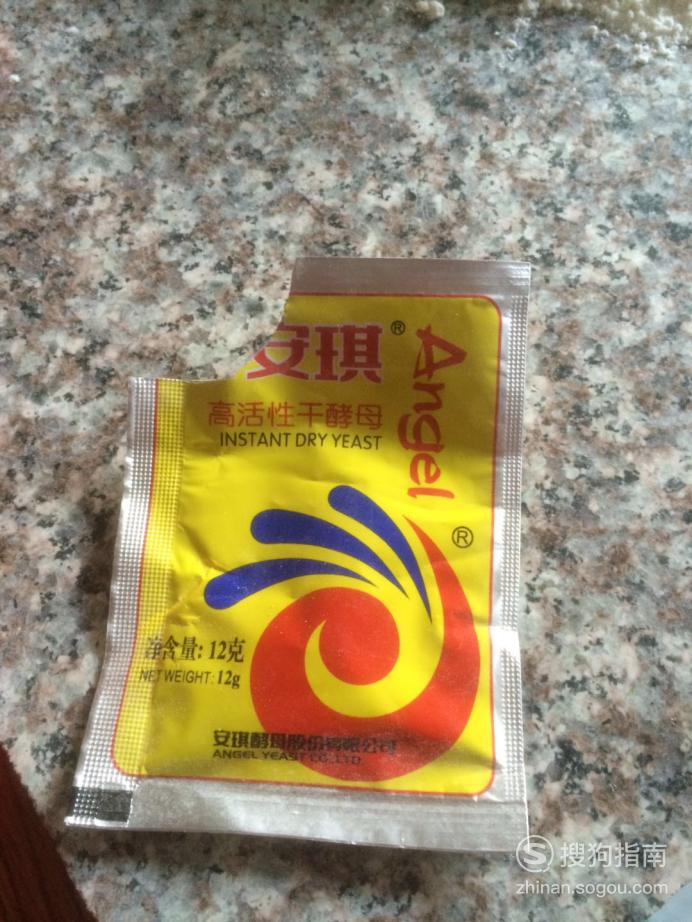 安琪®
Angel®
高活性干酵母
INSTANT DRY YEAST
净含量: 12克
NET WEIGHT: 12g
安琪酵母股份有限公司
ANGEL YEAST CO.,LTD
S 搜狗指南
zhinan.sogou.com